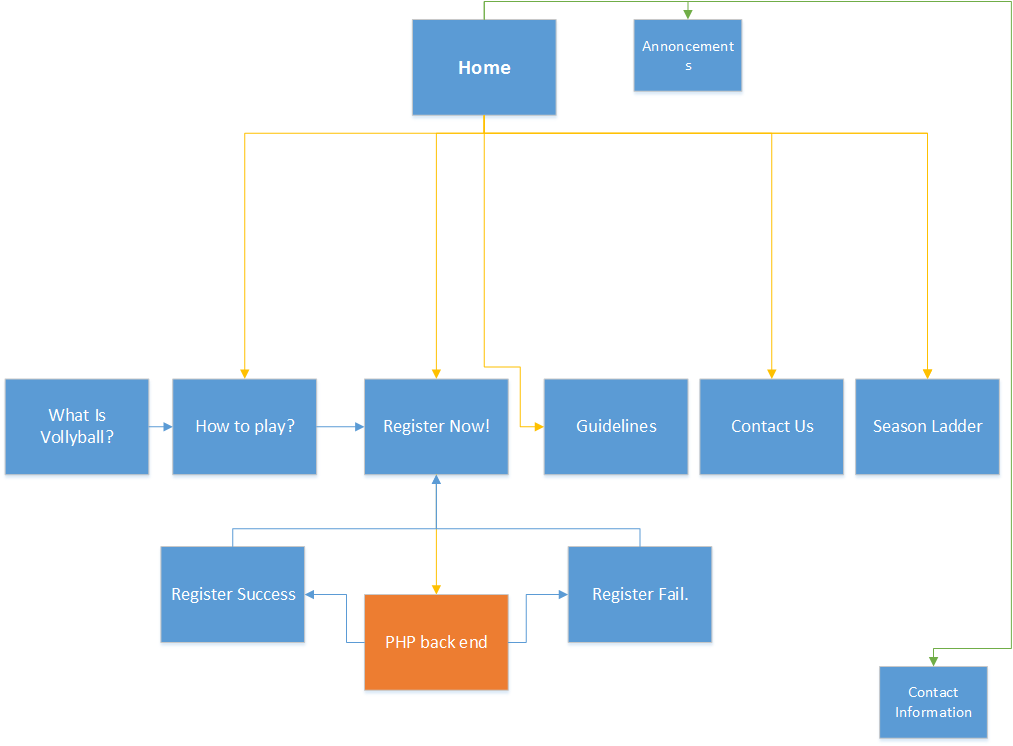 Home
Annoncement
s
What Is
Vollyball?
How to play?
Register Now!
Guidelines
Contact Us
Season Ladder
Register Success
PHP back end
Register Fail.
Contact
Information